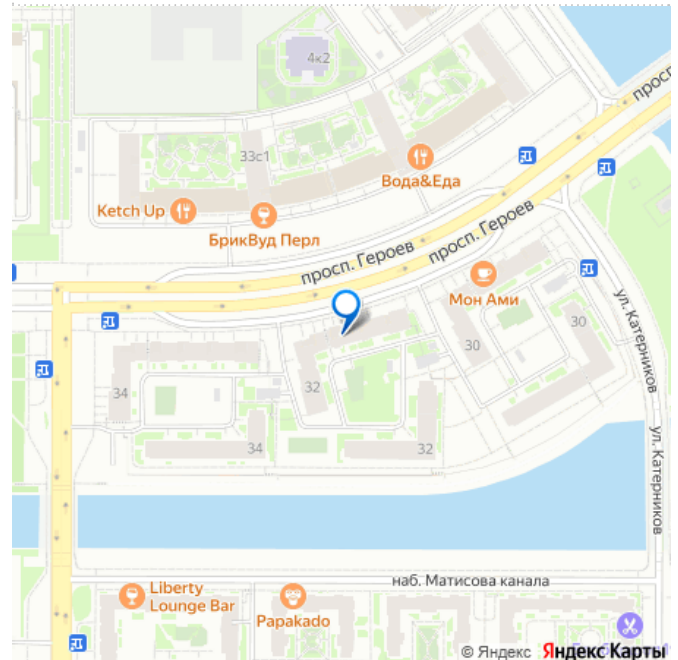 4к2
просп
33с1
Вода&Еда
Ketch Up
БрикВуд Перл
просп. Героев
просп. Героев
Мон Ами
ул. Катерников
30
30
32
34
34
32
ул. Катерников
наб. Матисова канала
Liberty
Lounge Bar
Papakado
© Яндекс Яндекс Карты